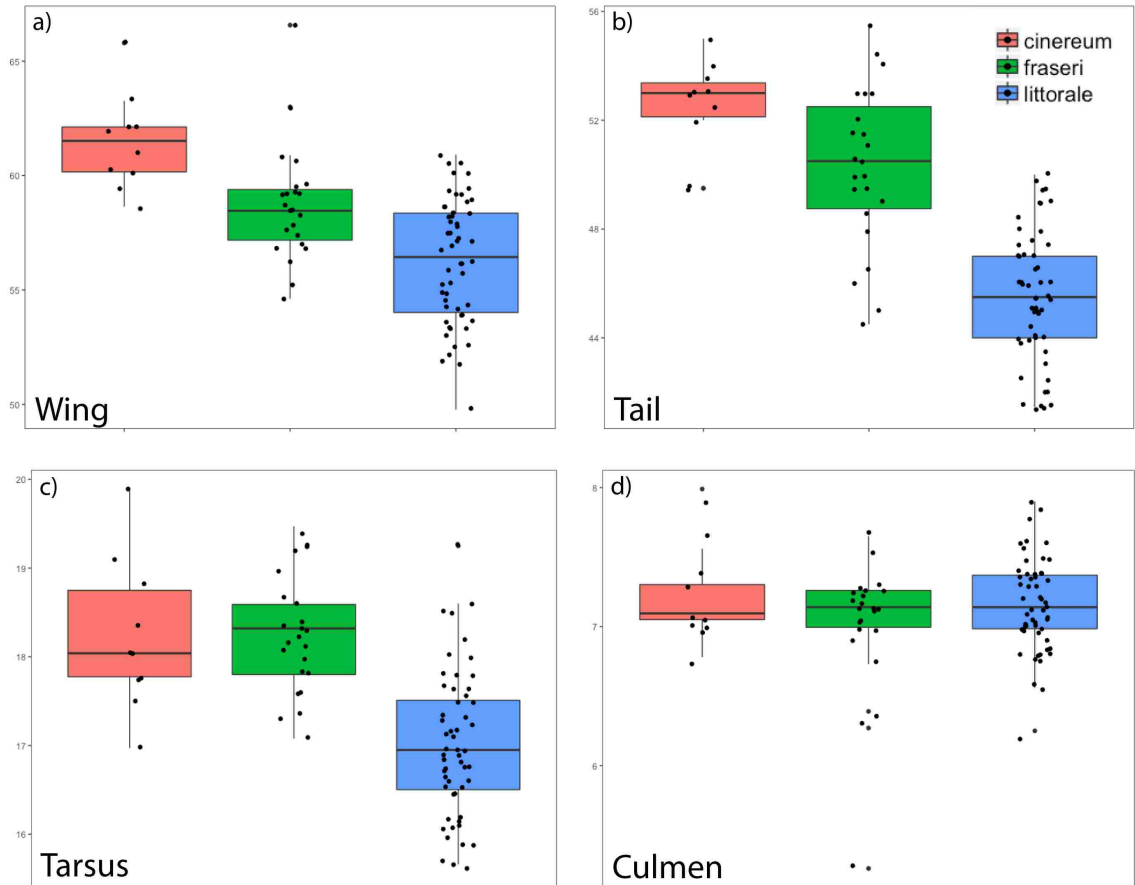 a)
65
60
55
50
Wing
b)
56
52
48
44
cinereum
fraseri
littorale
Tail
c)
20
19
18
17
16
Tarsus
d)
8
7
6
Culmen